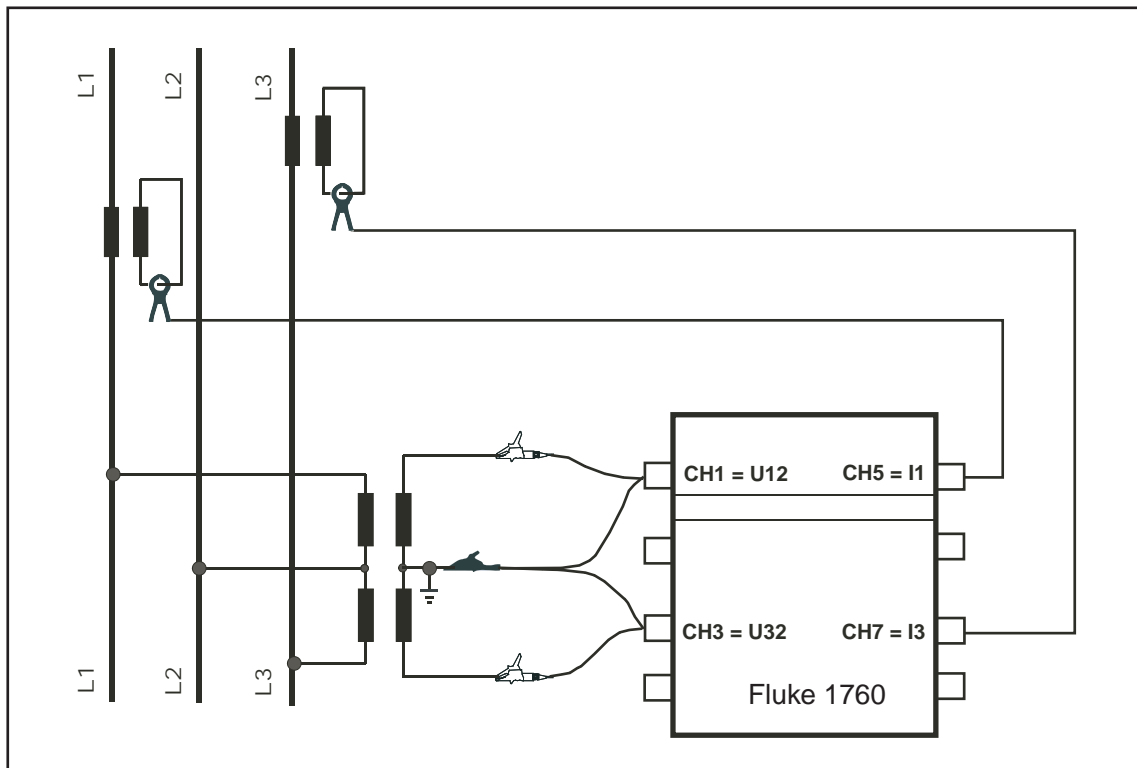 L1
L2
L3
CH1 = U12
CH5 = I1
CH3 = U32
CH7 = I3
Fluke 1760
L1
L2
L3